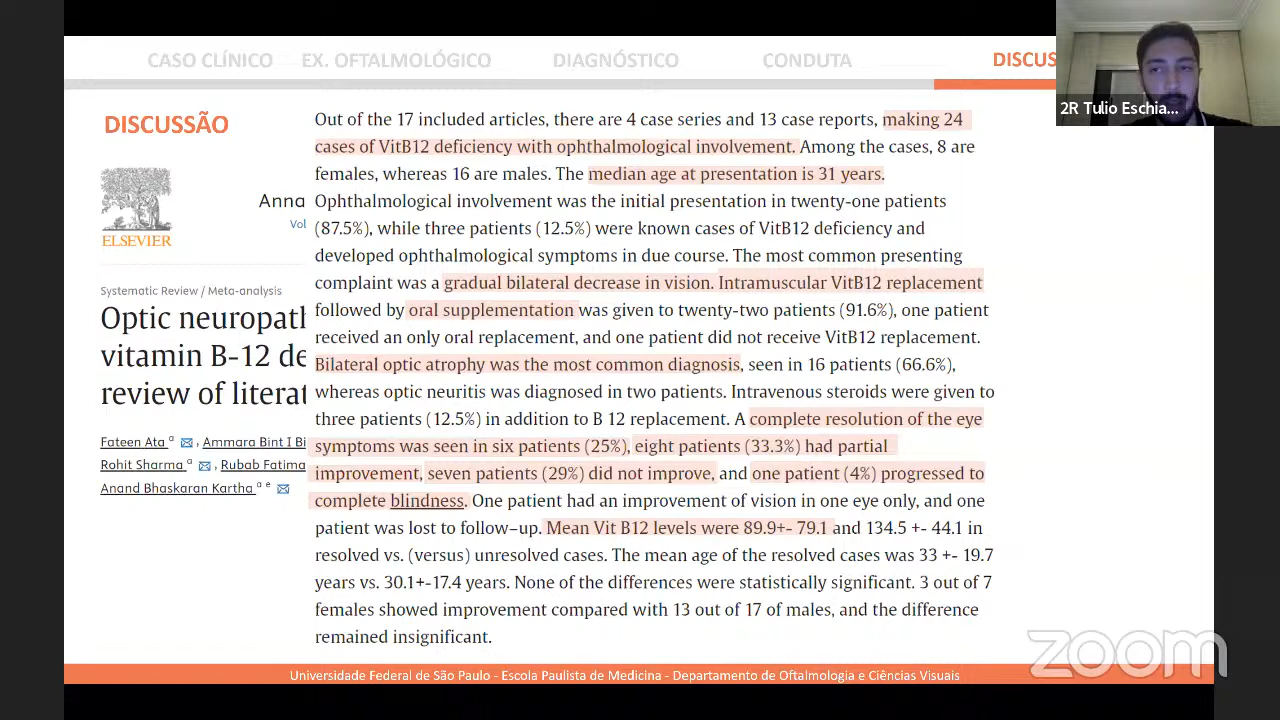 CASO CLÍNICO EX. OFTALMOLÓGICO DIAGNÓSTICO CONDUTA DISCUS
2R Tulio Eschia...
DISCUSSÃO
ELSEVIER
Anna
Vol
Systematic Review / Meta-analysis
Optic neuropath
vitamin B-12 de
review of literat
Fateen Ata a , Ammara Bint I Bi
Rohit Sharma a , Rubab Fatima
Anand Bhaskaran Kartha a e
Out of the 17 included articles, there are 4 case series and 13 case reports, making 24
cases of VitB12 deficiency with ophthalmological involvement. Among the cases, 8 are
females, whereas 16 are males. The median age at presentation is 31 years.
Ophthalmological involvement was the initial presentation in twenty-one patients
(87.5%), while three patients (12.5%) were known cases of VitB12 deficiency and
developed ophthalmological symptoms in due course. The most common presenting
complaint was a gradual bilateral decrease in vision. Intramuscular VitB12 replacement
followed by oral supplementation was given to twenty-two patients (91.6%), one patient
received an only oral replacement, and one patient did not receive VitB12 replacement.
Bilateral optic atrophy was the most common diagnosis, seen in 16 patients (66.6%),
whereas optic neuritis was diagnosed in two patients. Intravenous steroids were given to
three patients (12.5%) in addition to B 12 replacement. A complete resolution of the eye
symptoms was seen in six patients (25%), eight patients (33.3%) had partial
improvement, seven patients (29%) did not improve, and one patient (4%) progressed to
complete blindness. One patient had an improvement of vision in one eye only, and one
patient was lost to follow–up. Mean Vit B12 levels were 89.9+- 79.1 and 134.5 +- 44.1 in
resolved vs. (versus) unresolved cases. The mean age of the resolved cases was 33 +- 19.7
years vs. 30.1+-17.4 years. None of the differences were statistically significant. 3 out of 7
females showed improvement compared with 13 out of 17 of males, and the difference
remained insignificant.
zoom
Universidade Federal de São Paulo - Escola Paulista de Medicina - Departamento de Oftalmologia e Ciências Visuais